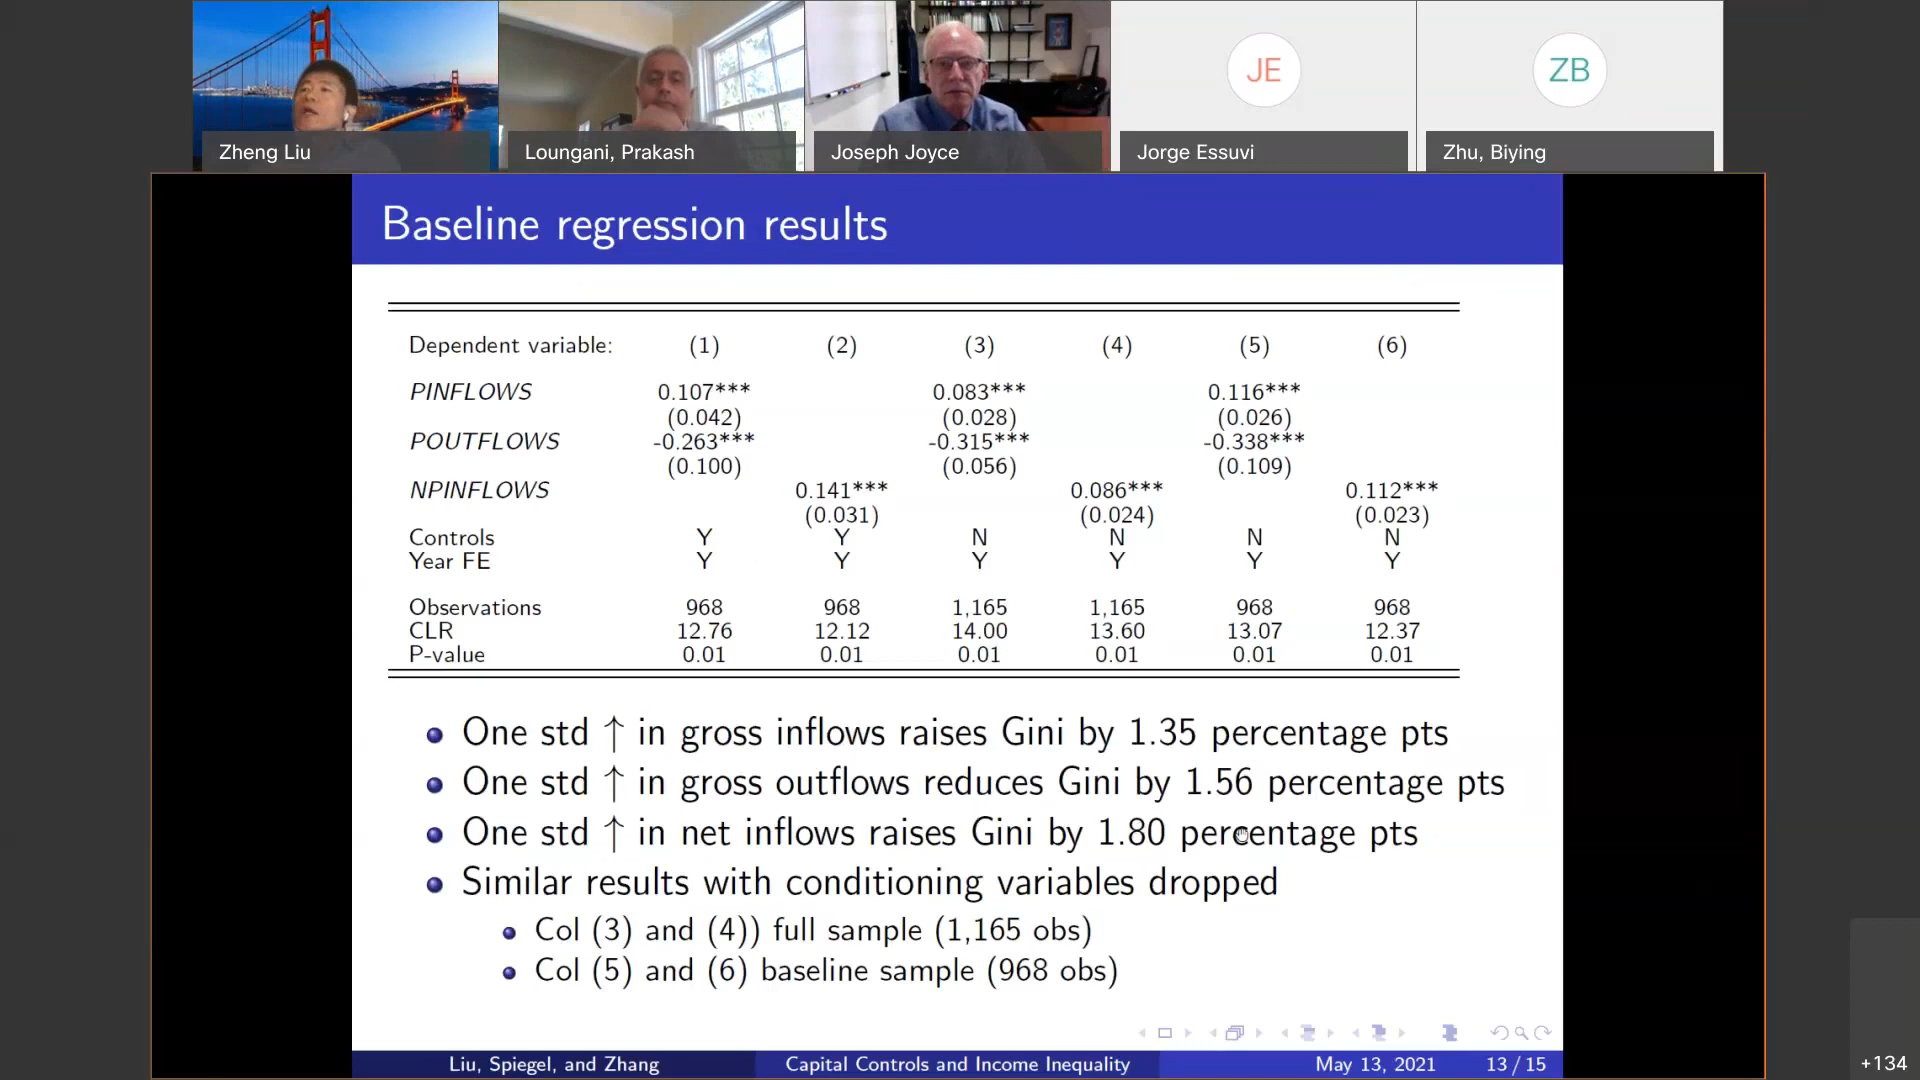 Zheng Liu
Loungani, Prakash
Joseph Joyce
JE
Jorge Essuvi
ZB
Zhu, Biying
Baseline regression results
Dependent variable: (1) (2) (3) (4) (5) (6)
PINFLOWS 0.107*** 0.083*** 0.116***
(0.042) (0.028) (0.026)
POUTFLOWS -0.263*** -0.315*** -0.338***
(0.100) (0.056) (0.109)
NPINFLOWS 0.141*** 0.086*** 0.112***
(0.031) (0.024) (0.023)
Controls Y Y N N N N
Year FE Y Y Y Y Y Y
Observations 968 968 1,165 1,165 968 968
CLR 12.76 12.12 14.00 13.60 13.07 12.37
P-value 0.01 0.01 0.01 0.01 0.01 0.01
One std ↑ in gross inflows raises Gini by 1.35 percentage pts
One std ↑ in gross outflows reduces Gini by 1.56 percentage pts
One std ↑ in net inflows raises Gini by 1.80 percentage pts
Similar results with conditioning variables dropped
Col (3) and (4)) full sample (1,165 obs)
Col (5) and (6) baseline sample (968 obs)
Liu, Spiegel, and Zhang Capital Controls and Income Inequality May 13, 2021 13 / 15
+134